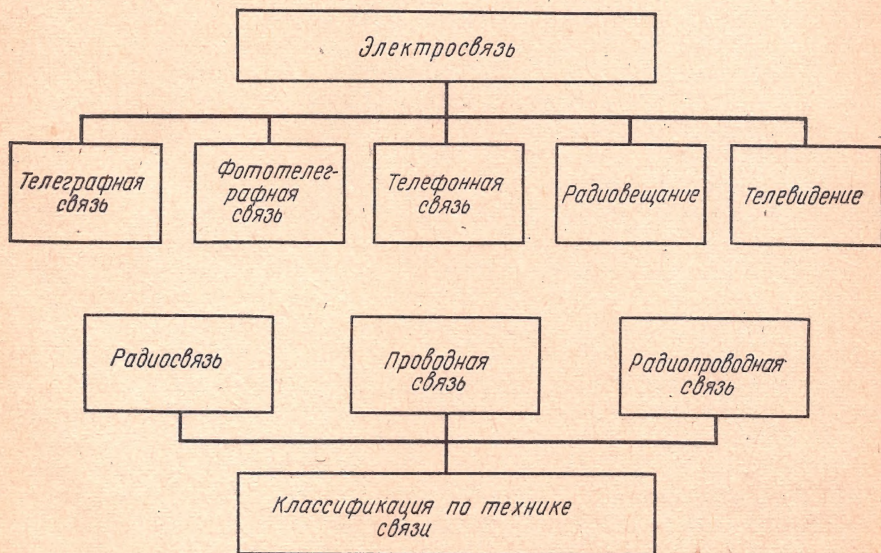 Электросвязь
Телеграфная
связь
Фототелег-
рафная
связь
Телефонная
связь
Радиовещание
Телевидение
Радиосвязь
Проводная
связь
Радиопроводная
связь
Классификация по технике
связи